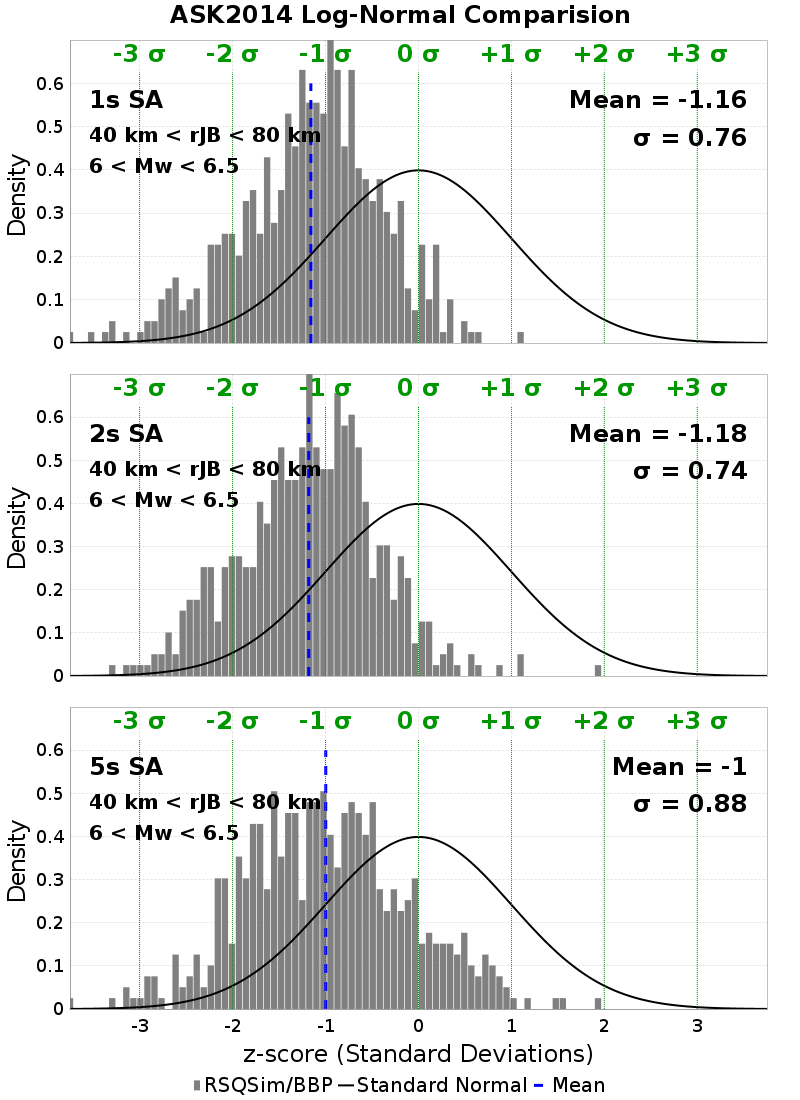 ASK2014 Log-Normal Comparision
-3 σ -2 σ -1 σ 0 σ +1 σ +2 σ +3 σ
1s SA
Mean = -1.16
40 km < rJB < 80 km
σ = 0.76
6 < Mw < 6.5
Density
0.6
0.5
0.4
0.3
0.2
0.1
0
-3 σ -2 σ -1 σ 0 σ +1 σ +2 σ +3 σ
2s SA
Mean = -1.18
40 km < rJB < 80 km
σ = 0.74
6 < Mw < 6.5
Density
0.6
0.5
0.4
0.3
0.2
0.1
0
-3 σ -2 σ -1 σ 0 σ +1 σ +2 σ +3 σ
5s SA
Mean = -1
40 km < rJB < 80 km
σ = 0.88
6 < Mw < 6.5
Density
0.6
0.5
0.4
0.3
0.2
0.1
0
-3 -2 -1 0 1 2 3
z-score (Standard Deviations)
RSQSim/BBP Standard Normal Mean